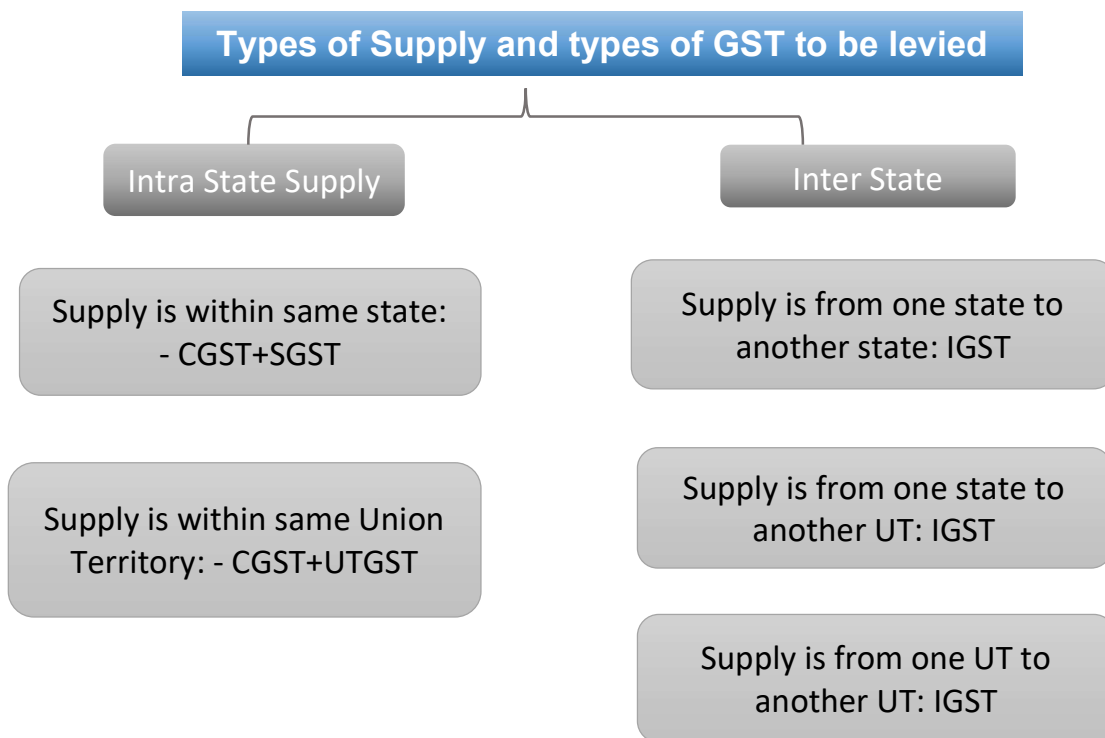 Types of Supply and types of GST to be levied
Intra State Supply
Supply is within same state:
- CGST+SGST
Supply is within same Union
Territory: - CGST+UTGST
Inter State
Supply is from one state to
another state: IGST
Supply is from one state to
another UT: IGST
Supply is from one UT to
another UT: IGST